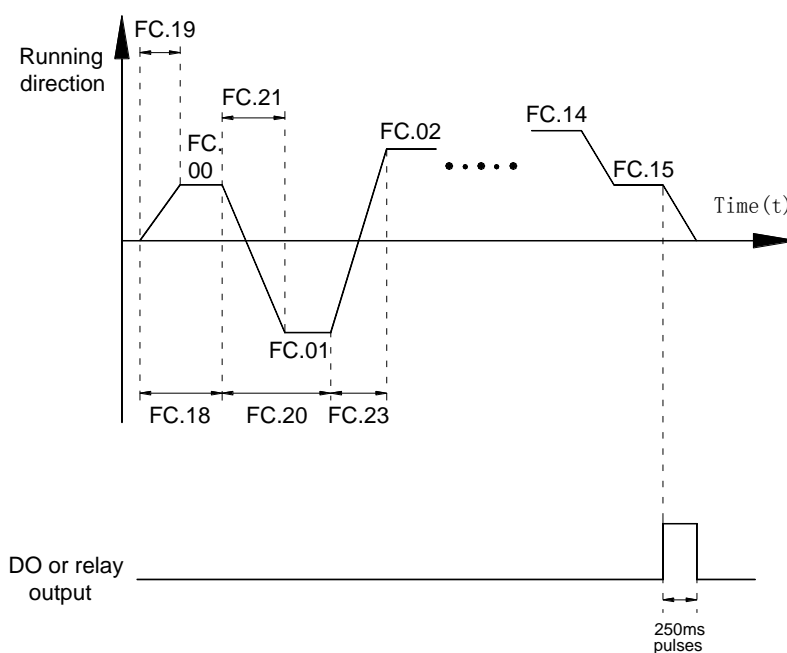 FC.19
Running
direction
FC.21
FC.
00
FC.02
FC.14
FC.15
Time(t)
FC.01
FC.18
FC.20
FC.23
DO or relay
output
250ms
pulses